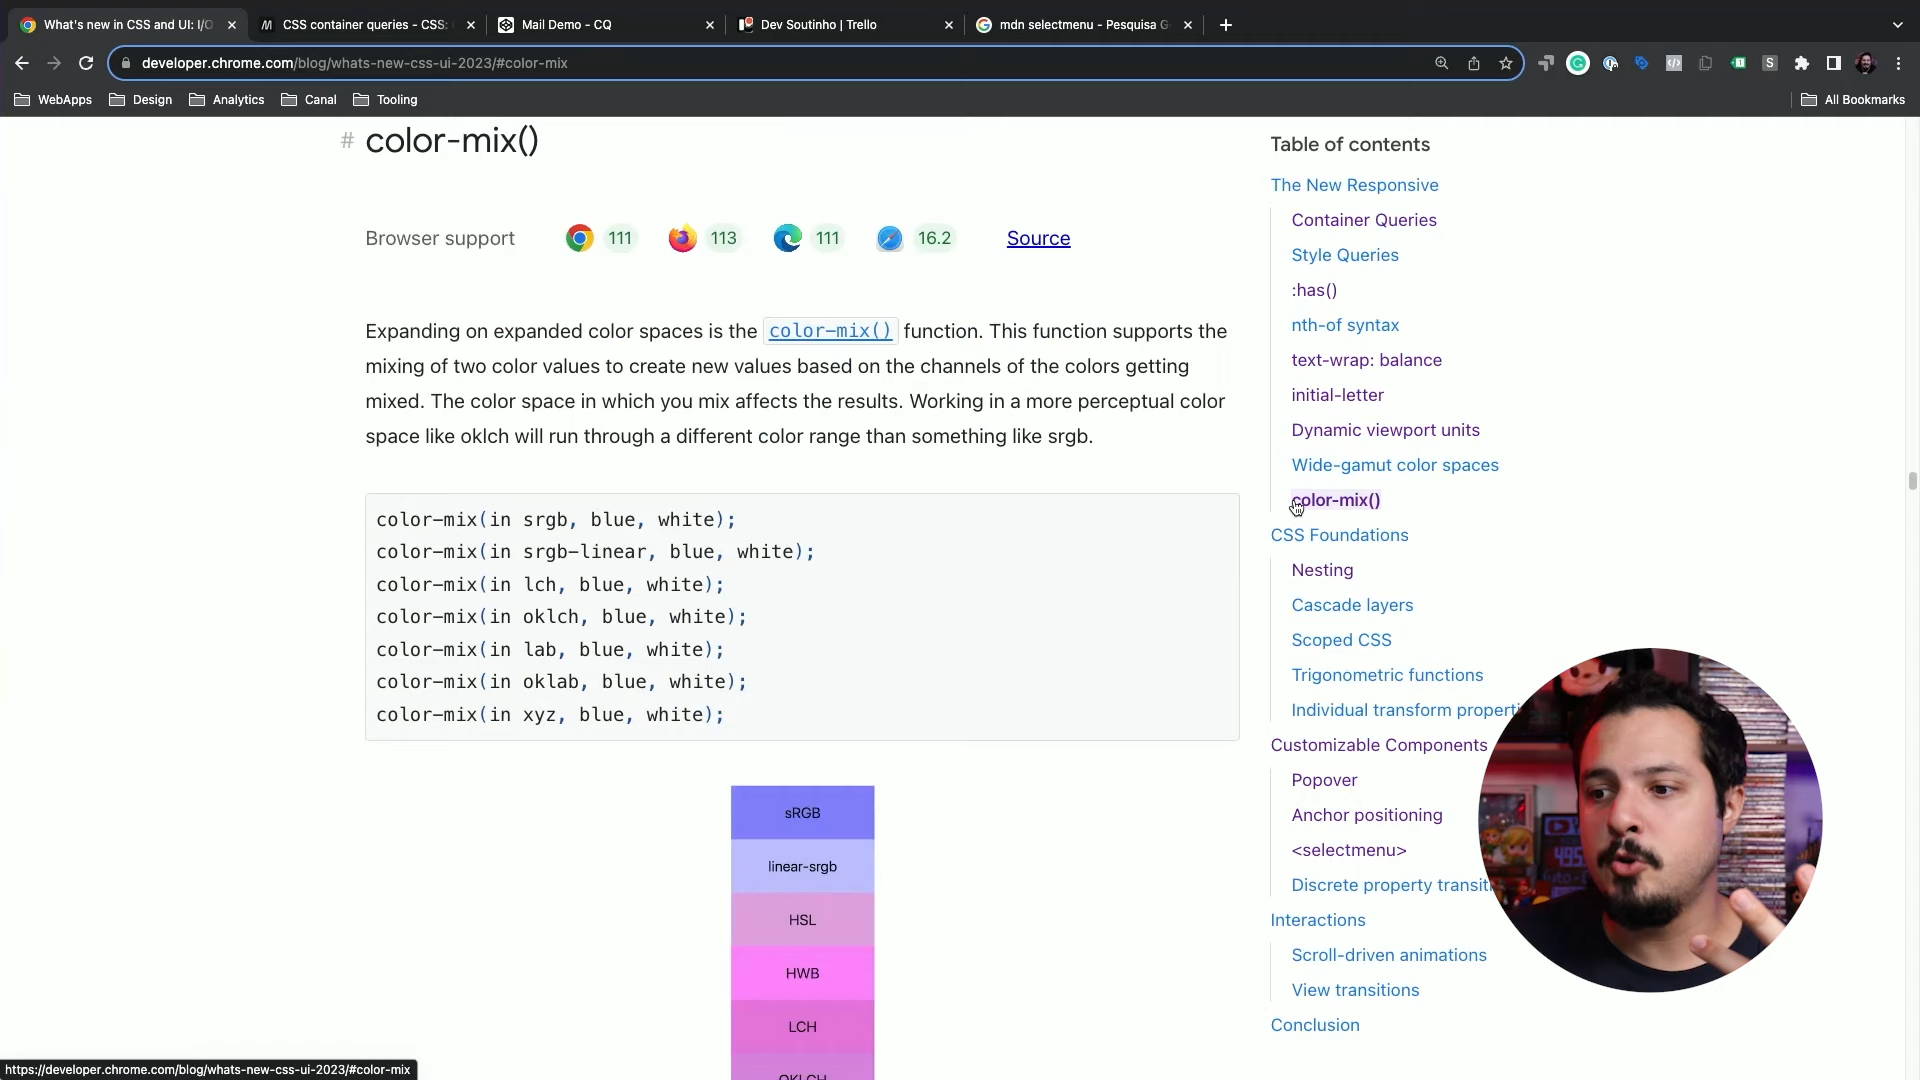 What's new in CSS and UI: I/O
CSS container queries - CSS:
Mail Demo - CQ
Dev Soutinho | Trello
mdn selectmenu - Pesquisa G
developer.chrome.com/blog/whats-new-css-ui-2023/#color-mix
WebApps
Design
Analytics
Canal
Tooling
All Bookmarks
# color-mix()
Browser support
111
113
111
16.2
Source
Expanding on expanded color spaces is the color-mix() function. This function supports the
mixing of two color values to create new values based on the channels of the colors getting
mixed. The color space in which you mix affects the results. Working in a more perceptual color
space like oklch will run through a different color range than something like srgb.
color-mix(in srgb, blue, white);
color-mix(in srgb-linear, blue, white);
color-mix(in lch, blue, white);
color-mix(in oklch, blue, white);
color-mix(in lab, blue, white);
color-mix(in oklab, blue, white);
color-mix(in xyz, blue, white);
sRGB
linear-srgb
HSL
HWB
LCH
OKLCH
Table of contents
The New Responsive
Container Queries
Style Queries
:has()
nth-of syntax
text-wrap: balance
initial-letter
Dynamic viewport units
Wide-gamut color spaces
color-mix()
CSS Foundations
Nesting
Cascade layers
Scoped CSS
Trigonometric functions
Individual transform properti
Customizable Components
Popover
Anchor positioning
<selectmenu>
Discrete property transiti
Interactions
Scroll-driven animations
View transitions
Conclusion
https://developer.chrome.com/blog/whats-new-css-ui-2023/#color-mix